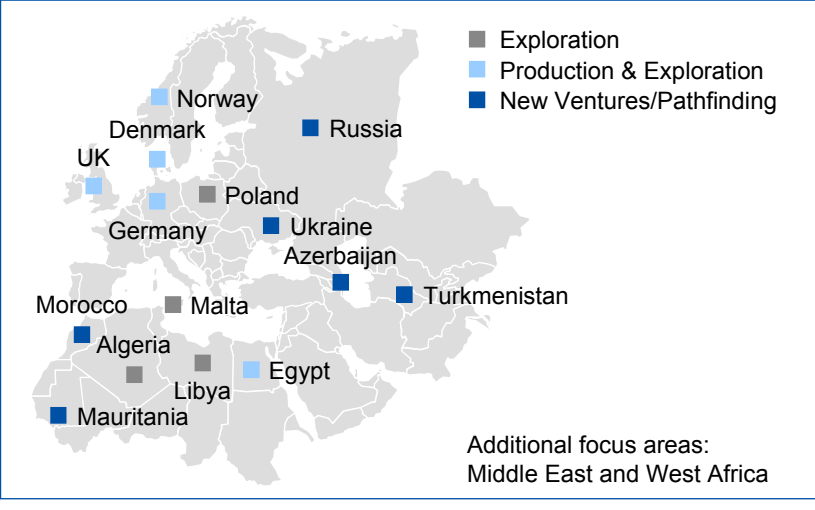 Exploration
Production & Exploration
New Ventures/Pathfinding
Norway
Denmark
Russia
UK
Poland
Germany
Ukraine
Azerbaijan
Turkmenistan
Morocco
Malta
Algeria
Libya
Egypt
Mauritania
Additional focus areas:
Middle East and West Africa